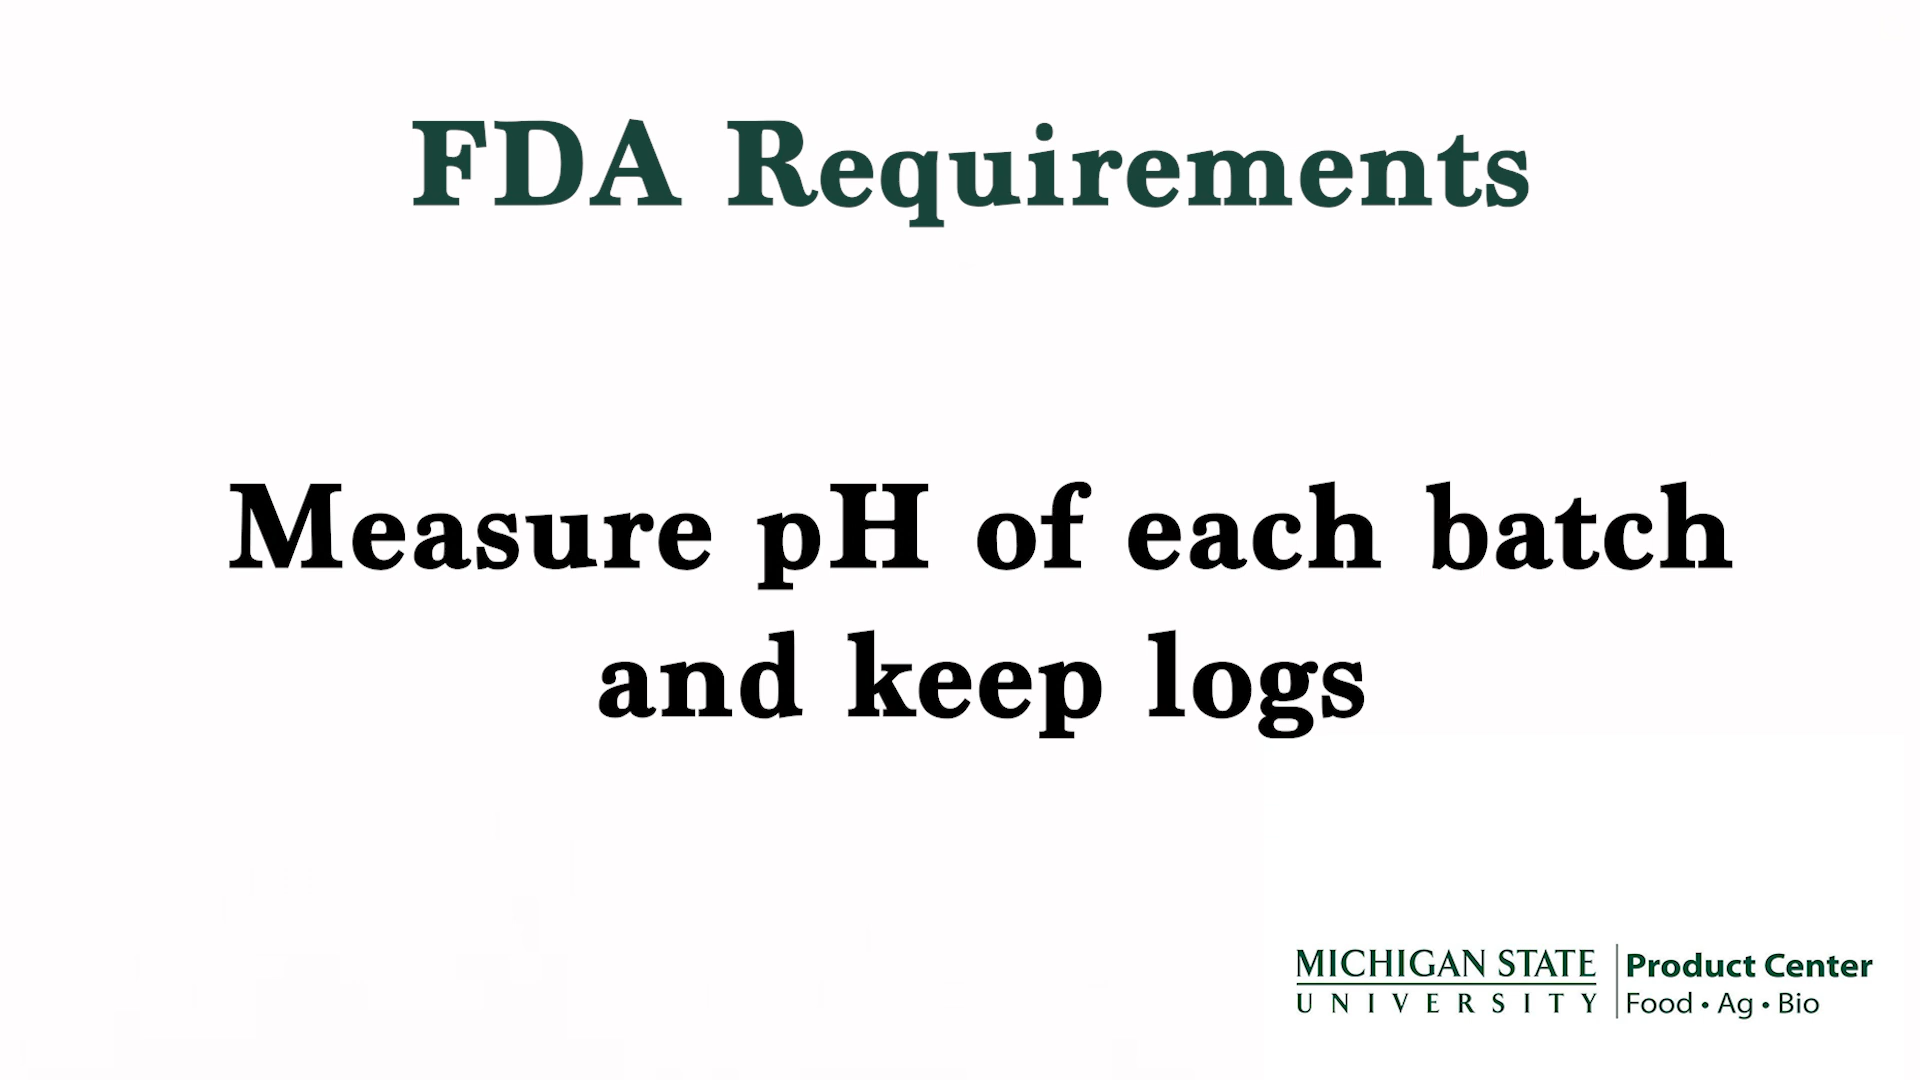 FDA Requirements
Measure pH of each batch
and keep logs
MICHIGAN STATE
UNIVERSITY
Product Center
Food • Ag • Bio